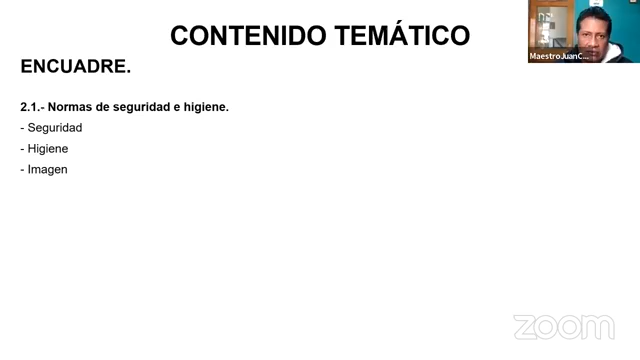 CONTENIDO TEMÁTICO
ENCUADRE.
2.1.- Normas de seguridad e higiene.
- Seguridad
- Higiene
- Imagen
MaestroJuanC...
zoom